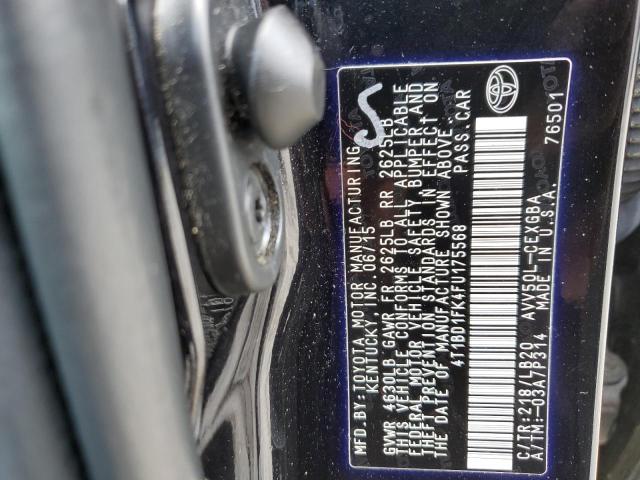 MFD.BY:TOYOTA MOTOR MANUFACTURING,
KENTUCKY, INC. 06/15
GVWR 4630LB GAWR FR 2625LB RR 2625LB
THIS VEHICLE CONFORMS TO ALL APPLICABLE
FEDERAL MOTOR VEHICLE SAFETY, BUMPER AND
THEFT PREVENTION STANDARDS IN EFFECT ON
THE DATE OF MANUFACTURE SHOWN ABOVE.
4T1BD1FK4FU175568 PASS.CAR
C/TR:218/LB20 AVV50L-CEXGBA
A/TM:-03A/P314 MADE IN U.S.A. 76501